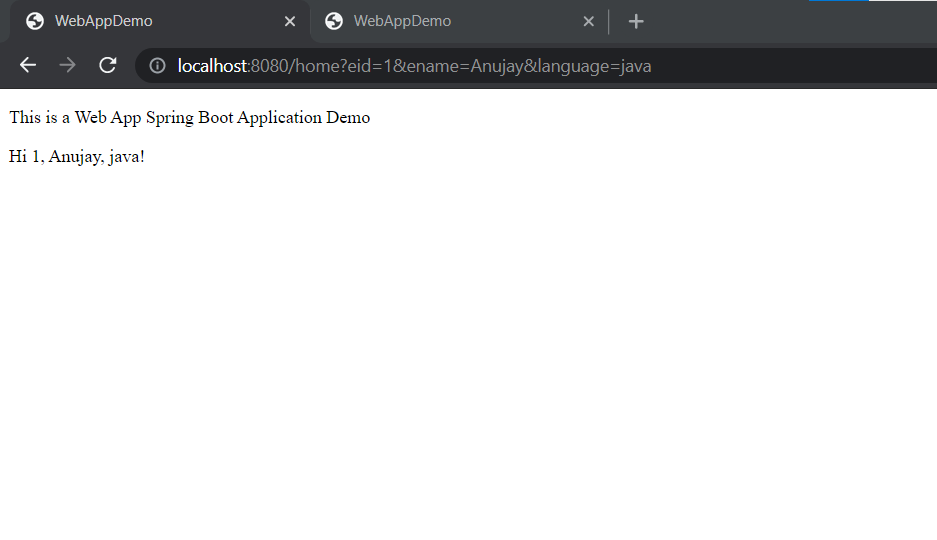 WebAppDemo
WebAppDemo
localhost:8080/home?eid=1&ename=Anujay&language=java
This is a Web App Spring Boot Application Demo
Hi 1, Anujay, java!